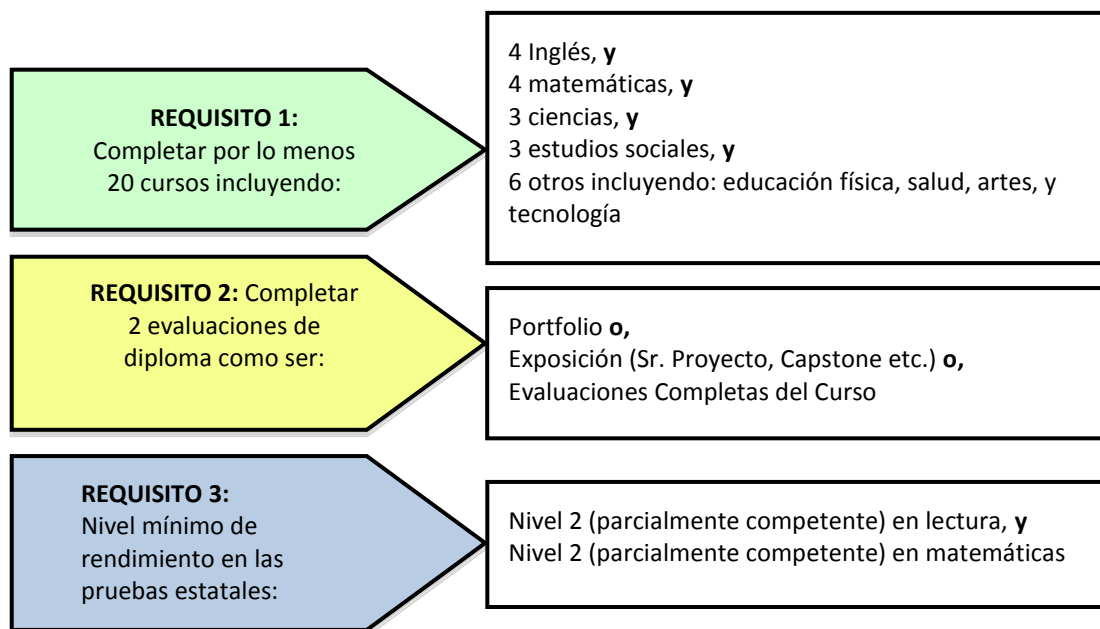 REQUISITO 1:
Completar por lo menos
20 cursos incluyendo:
4 Inglés, y
4 matemáticas, y
3 ciencias, y
3 estudios sociales, y
6 otros incluyendo: educación física, salud, artes, y
tecnología
REQUISITO 2: Completar
2 evaluaciones de
diploma como ser:
Portfolio o,
Exposición (Sr. Proyecto, Capstone etc.) o,
Evaluaciones Completas del Curso
REQUISITO 3:
Nivel mínimo de
rendimiento en las
pruebas estatales:
Nivel 2 (parcialmente competente) en lectura, y
Nivel 2 (parcialmente competente) en matemáticas